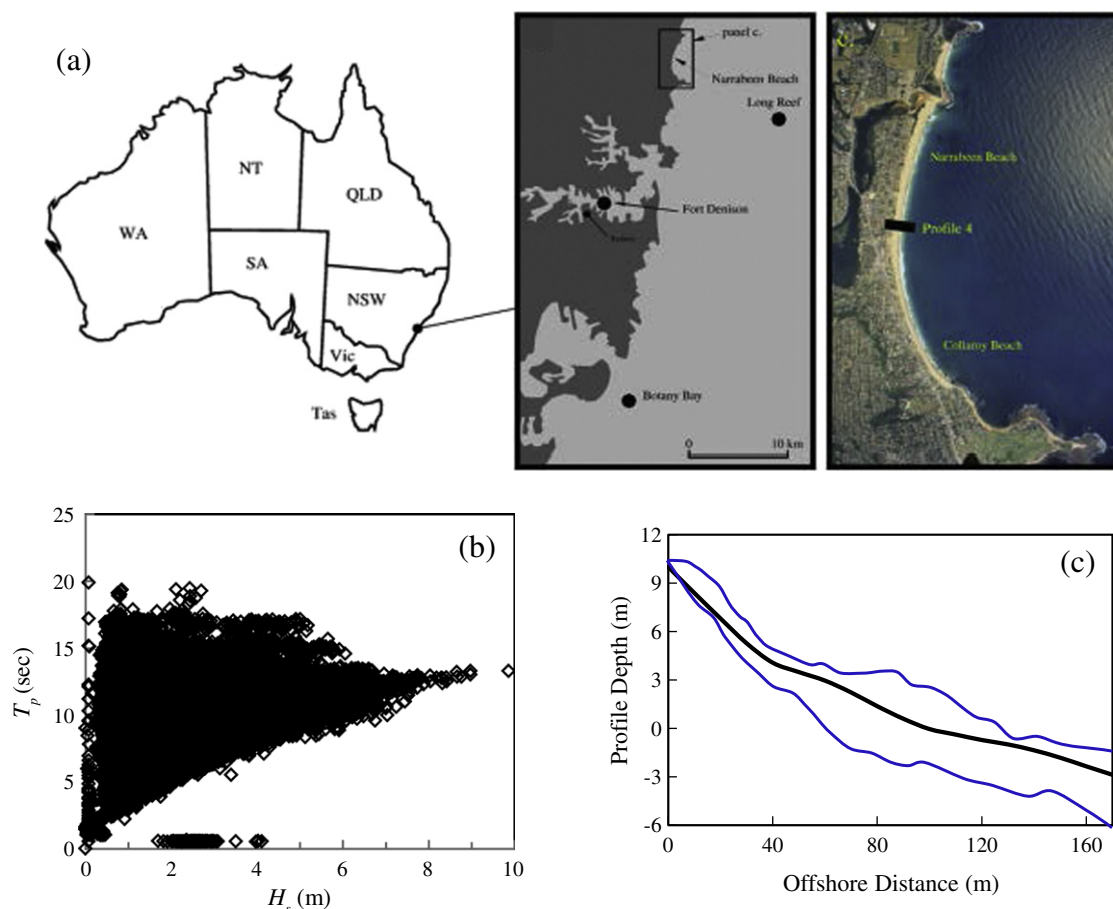 (a)
WA
NT
SA
QLD
NSW
Vic
Tas
panel c.
Narrabeen Beach
Long Reef
Fort Denison
Botany Bay
0 10 km
Narrabeen Beach
Profile 4
Collaroy Beach
(b)
25
20
15
10
5
0
T_p (sec)
0 2 4 6 8 10
H_s (m)
(c)
12
9
6
3
0
-3
-6
Profile Depth (m)
0 40 80 120 160
Offshore Distance (m)